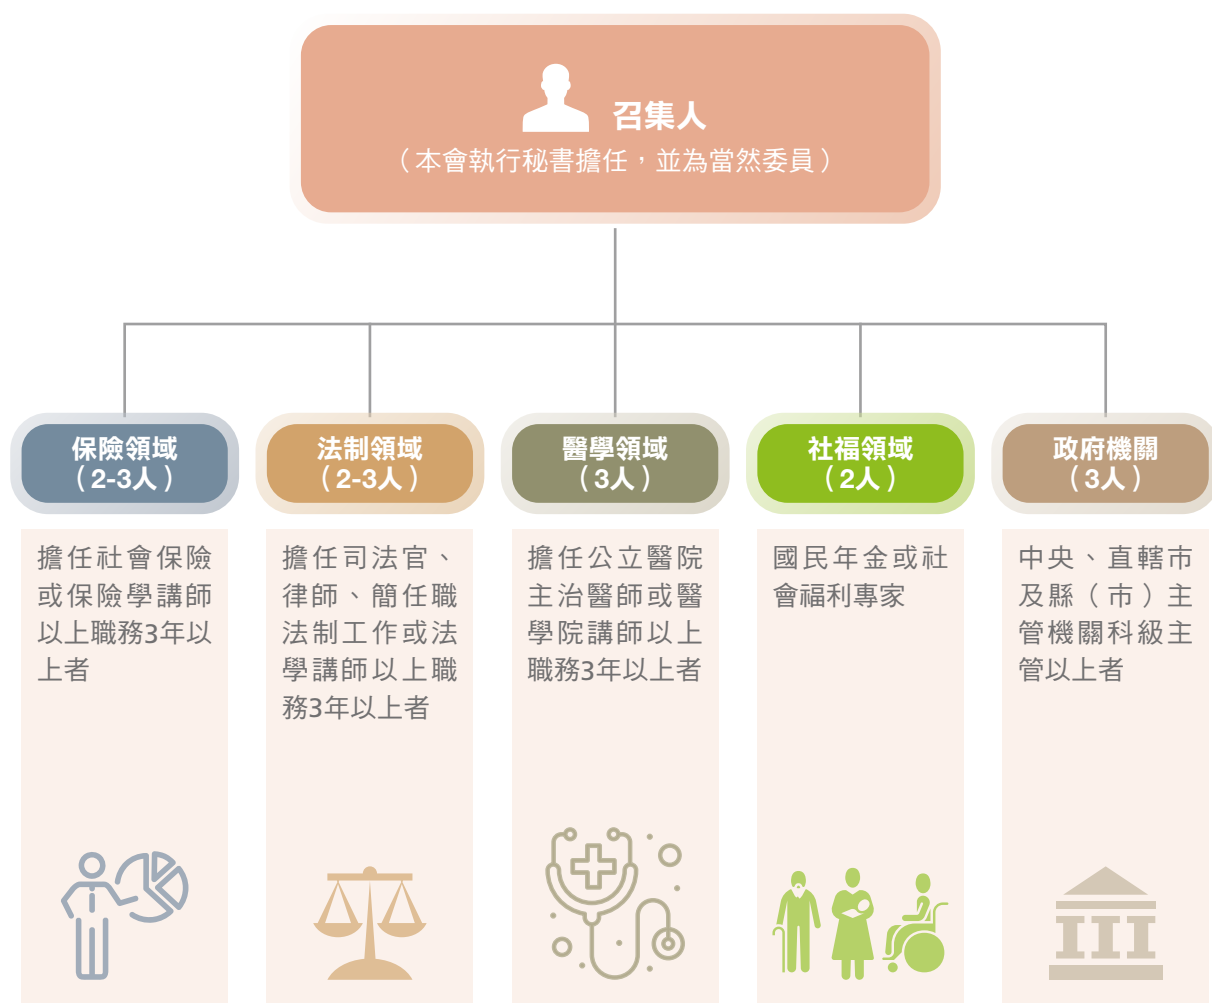 召集人
（本會執行秘書擔任，並為當然委員）
保險領域
（2-3人）
擔任社會保險
或保險學講師
以上職務3年以
上者
法制領域
（2-3人）
擔任司法官、
律師、簡任職
法制工作或法
學講師以上職
務3年以上者
醫學領域
（3人）
擔任公立醫院
主治醫師或醫
學院講師以上
職務3年以上者
社福領域
（2人）
國民年金或社
會福利專家
政府機關
（3人）
中央、直轄市
及縣（市）主
管機關科級主
管以上者